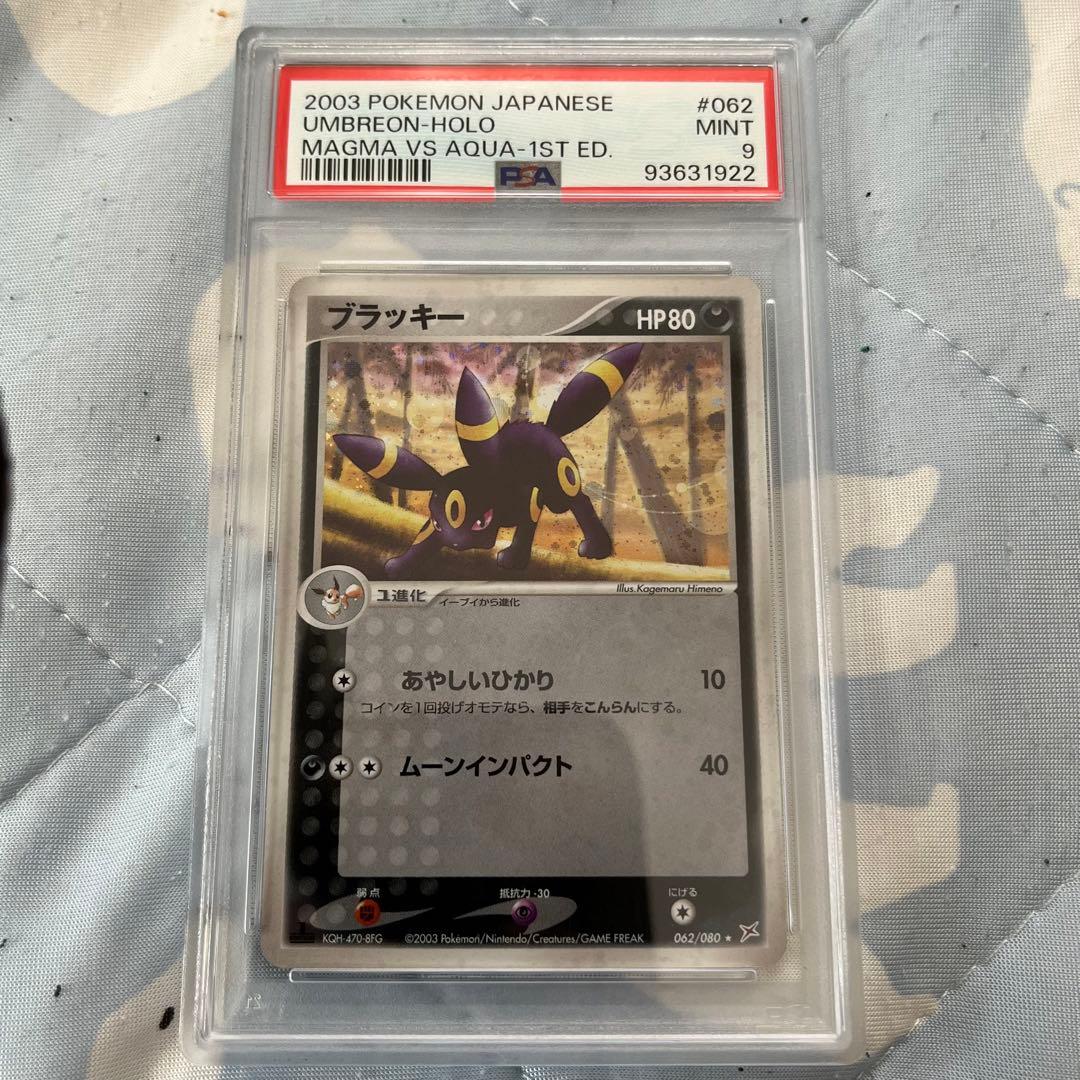 2003 POKEMON JAPANESE #062
UMBREON-HOLO MINT
MAGMA VS AQUA-1ST ED. 9
PSA 93631922
ブラッキー HP80
Illus.Kagemaru Himeno
1進化 イーブイから進化
あやしいひかり 10
コインを1回投げオモテなら、相手をこんらんにする。
ムーンインパクト 40
弱点 抵抗力 -30 にげる
KQH-470-8FG ©2003 Pokémon/Nintendo/Creatures/GAME FREAK 062/080 ★